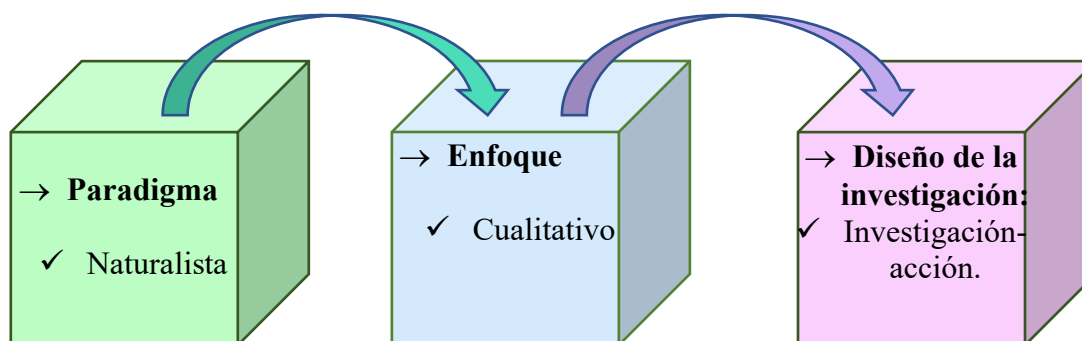 → Paradigma
✓ Naturalista
→ Enfoque
✓ Cualitativo
→ Diseño de la
investigación:
✓ Investigación-
acción.